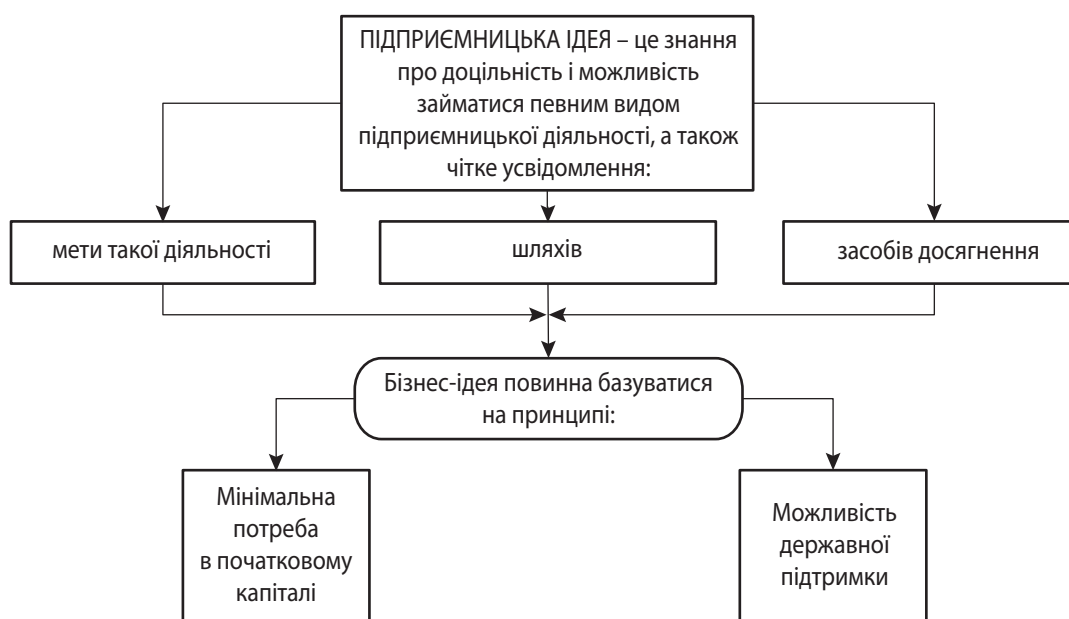 ПІДПРИЄМНИЦЬКА ІДЕЯ – це знання
про доцільність і можливість
займатися певним видом
підприємницької діяльності, а також
чітке усвідомлення:
мети такої діяльності
шляхів
засобів досягнення
Бізнес-ідея повинна базуватися
на принципі:
Мінімальна
потреба
в початковому
капіталі
Можливість
державної
підтримки